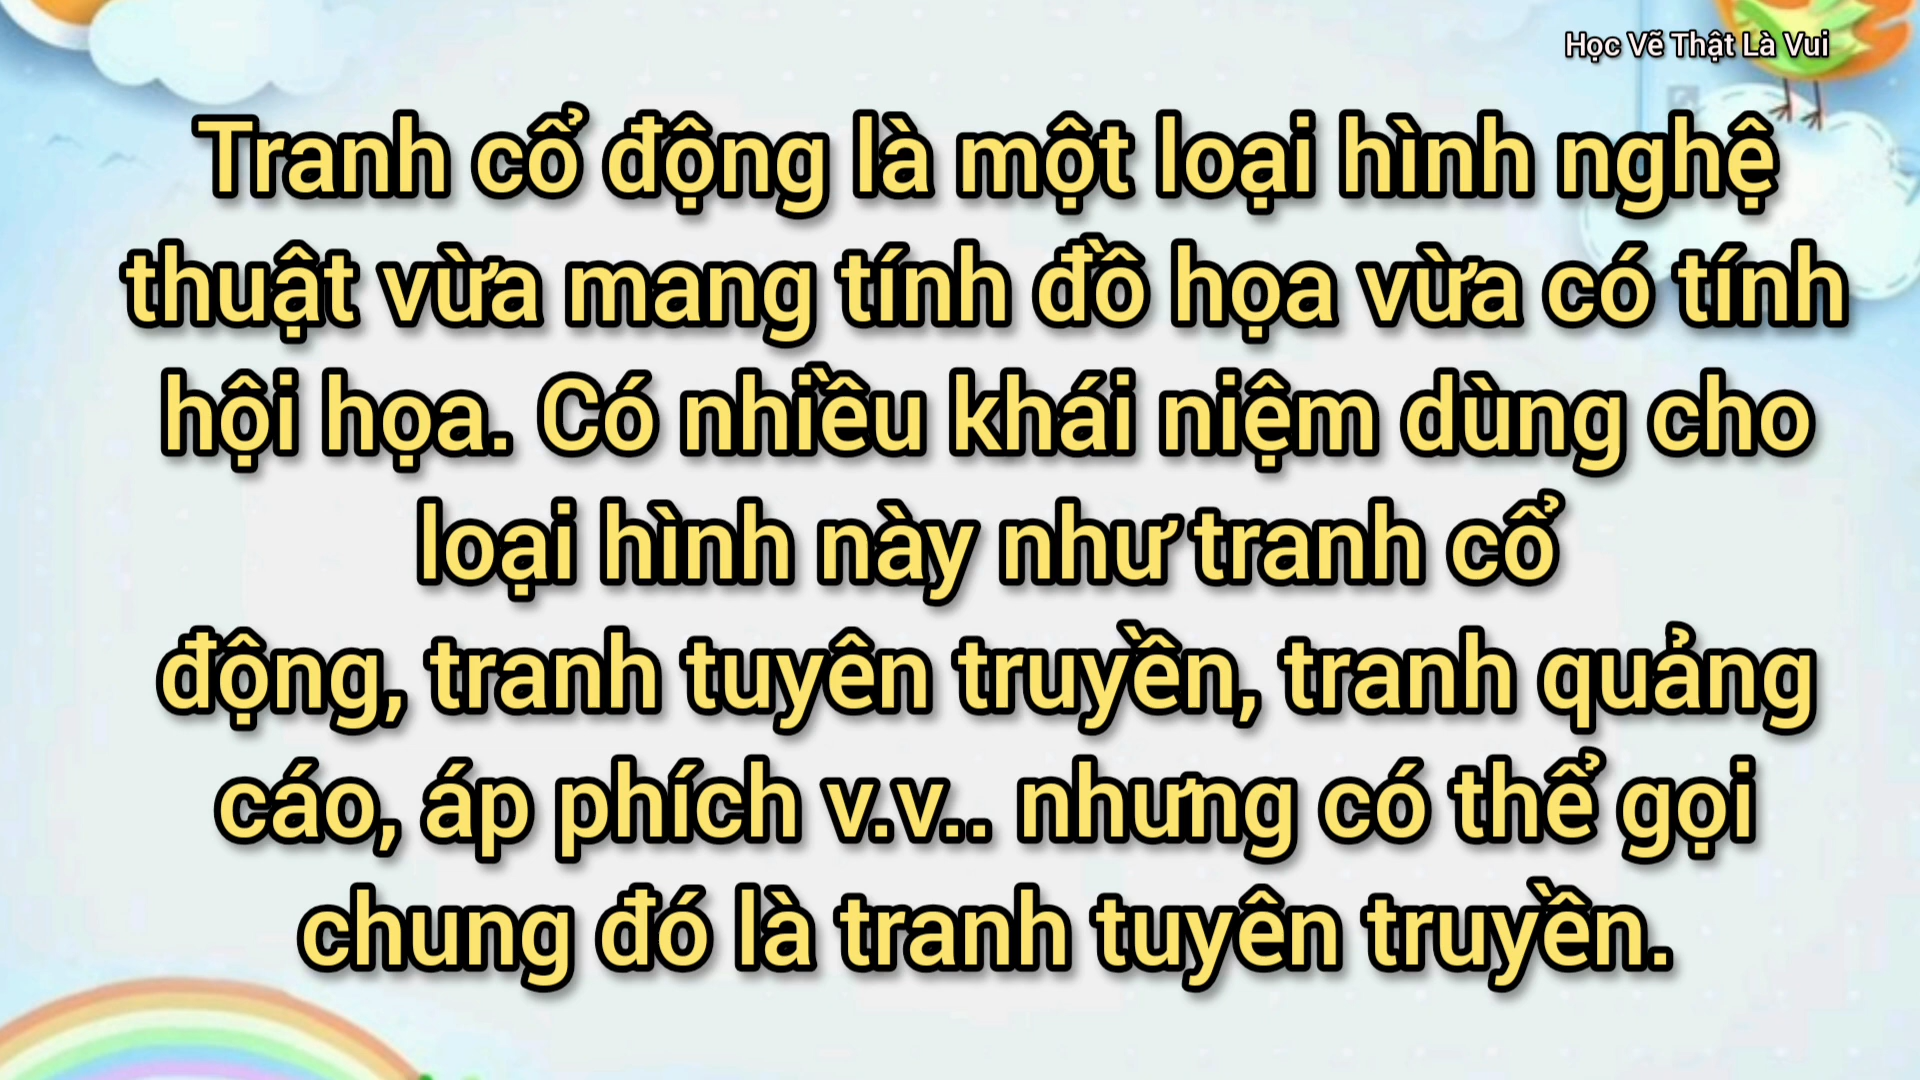 Học Vẽ Thật Là Vui
Tranh cổ động là một loại hình nghệ
thuật vừa mang tính đồ họa vừa có tính
hội họa. Có nhiều khái niệm dùng cho
loại hình này như tranh cổ
động, tranh tuyên truyền, tranh quảng
cáo, áp phích v.v.. nhưng có thể gọi
chung đó là tranh tuyên truyền.